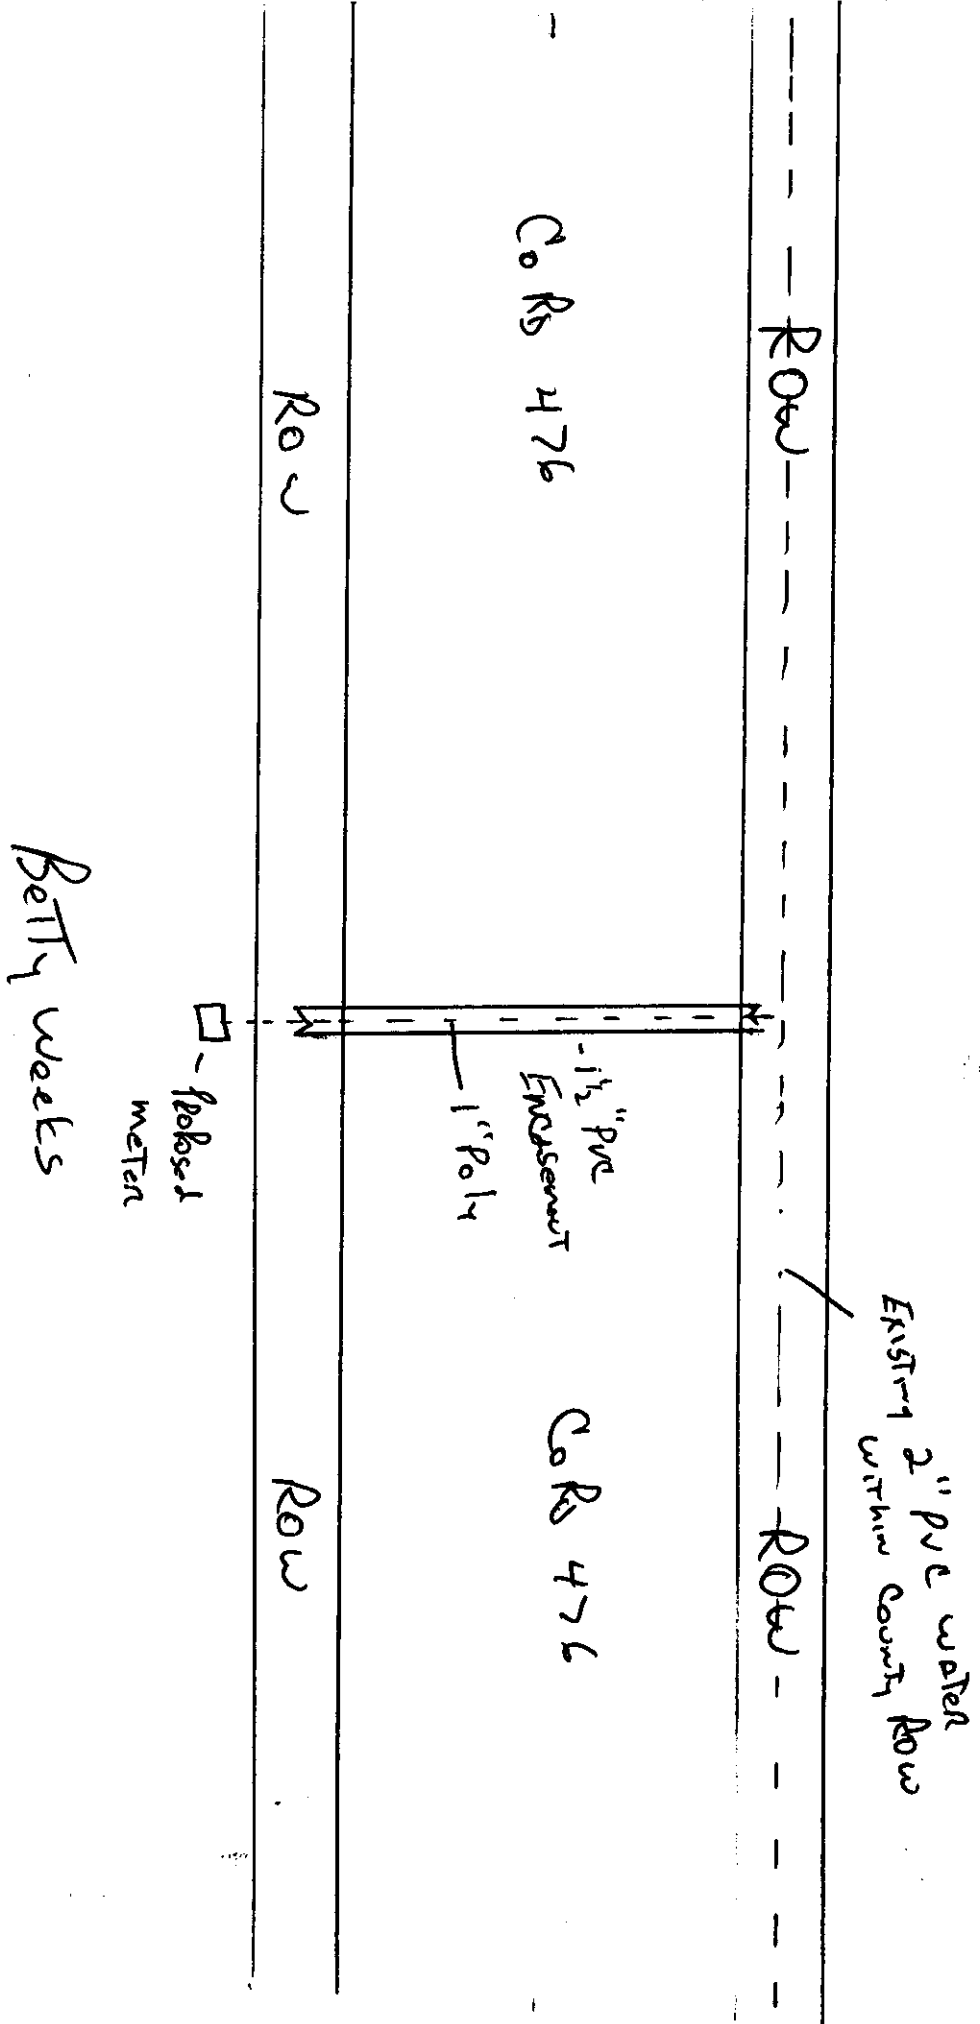 Existing 2" PVC water
within County Row
ROW
ROW
Co Rd 476
Co Rd 476
1½" PVC
Encasement
1" Poly
Row
Row
Proposed
meter
Betty Weeks